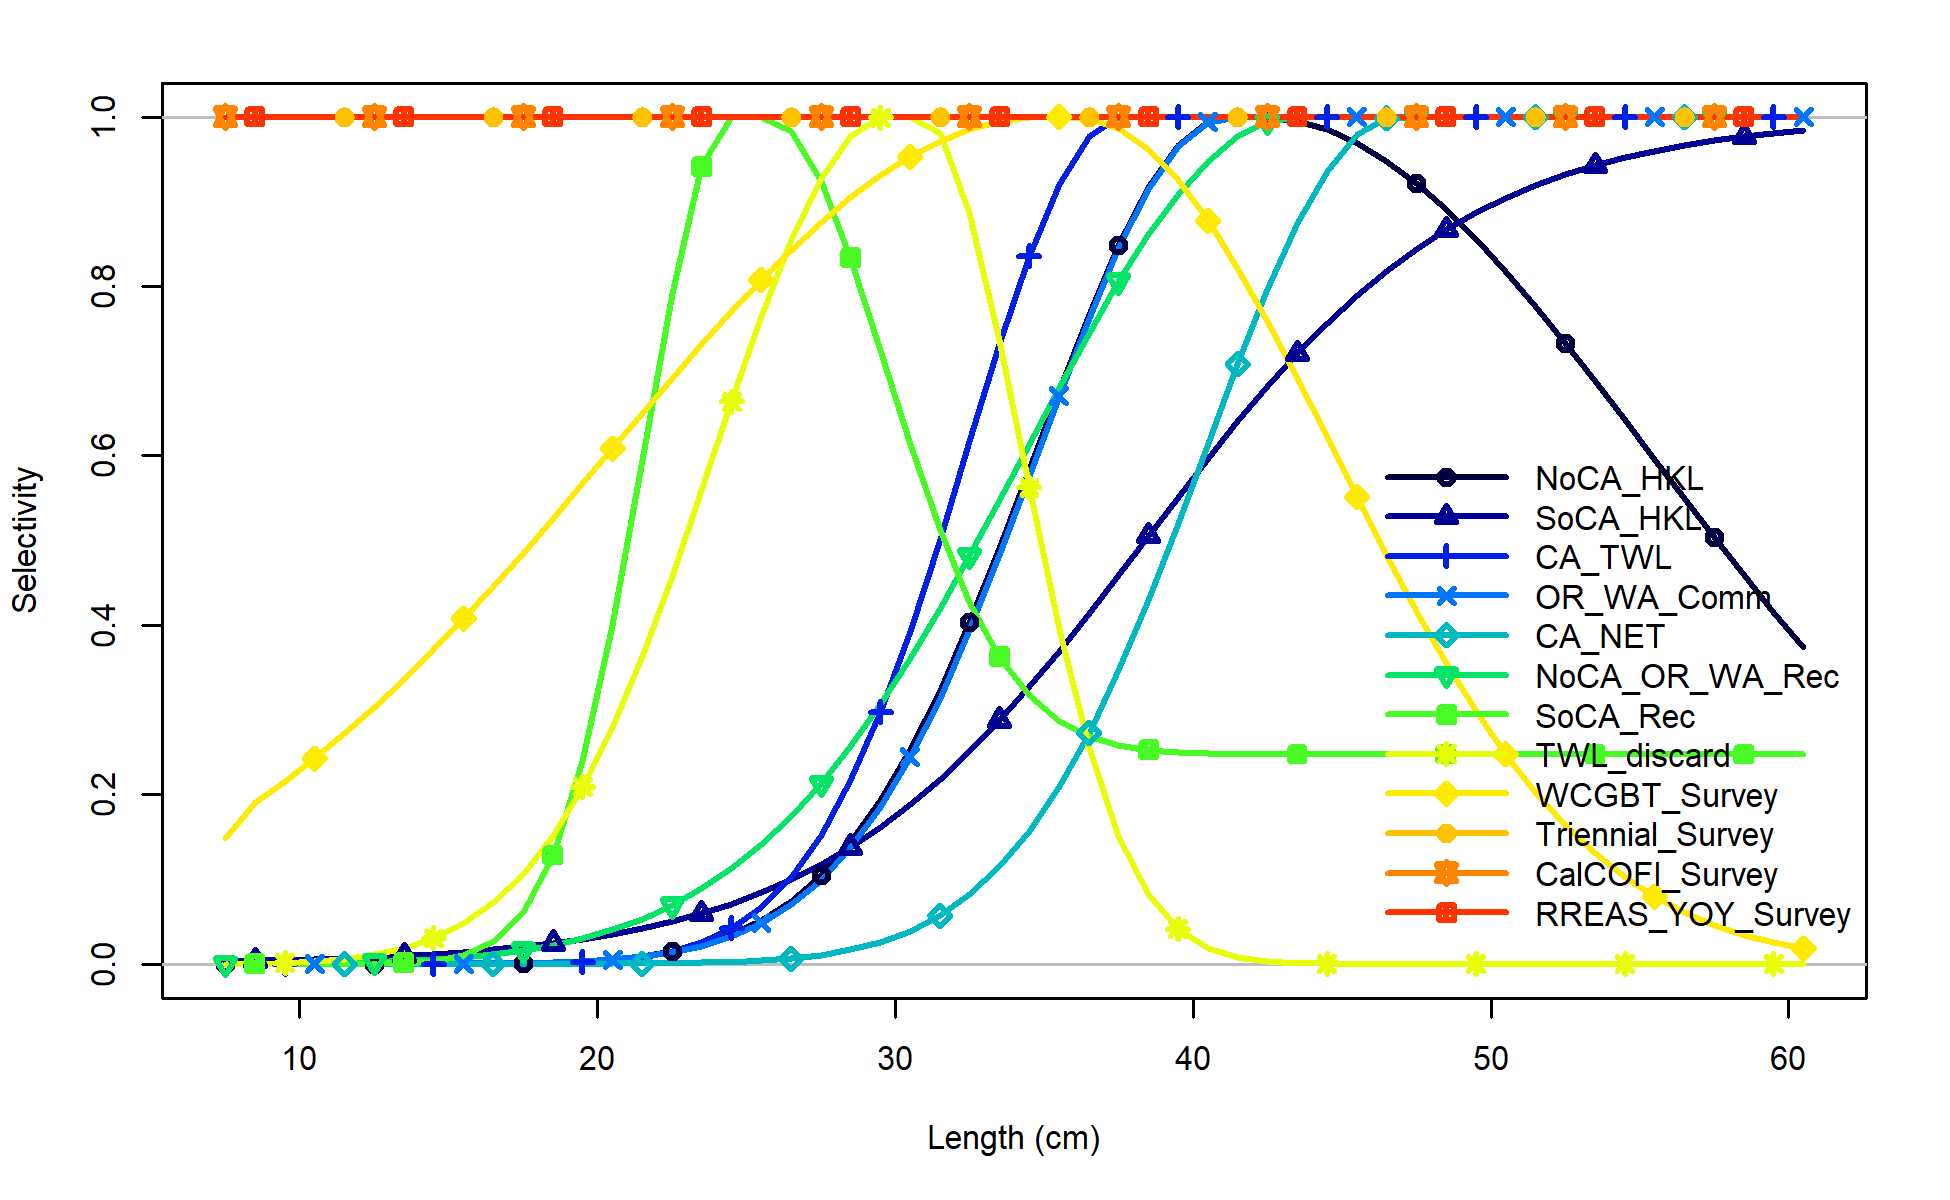 1.0
0.8
0.6
0.4
0.2
0.0
Selectivity
NoCA_HKL
SoCA_HKL
CA_TWL
OR_WA_Comm
CA_NET
NoCA_OR_WA_Rec
SoCA_Rec
TWL_discard
WCGBT_Survey
Triennial_Survey
CalCOFI_Survey
RREAS_YOY_Survey
10 20 30 40 50 60
Length (cm)